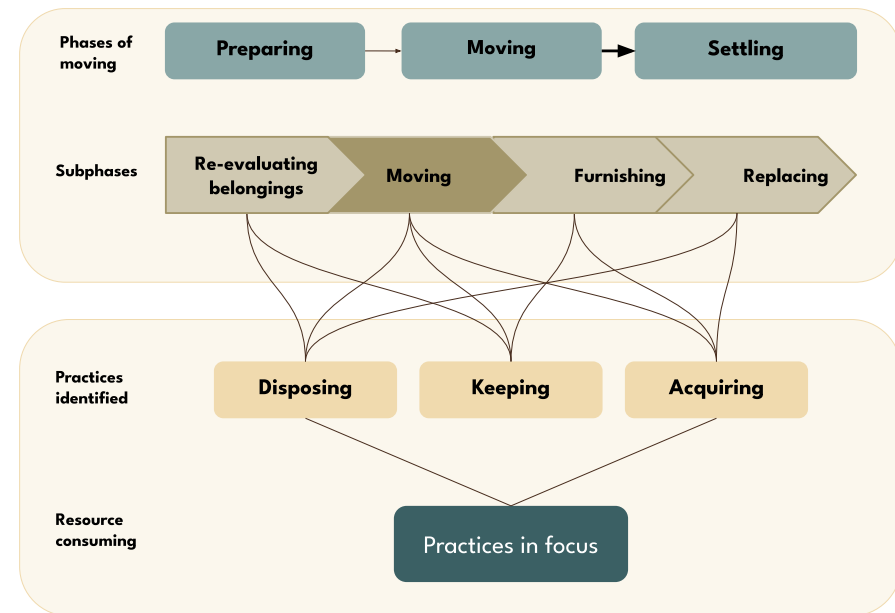 Phases of
moving
Preparing
Moving
Settling
Subphases
Re-evaluating
belongings
Moving
Furnishing
Replacing
Practices
identified
Disposing
Keeping
Acquiring
Resource
consuming
Practices in focus